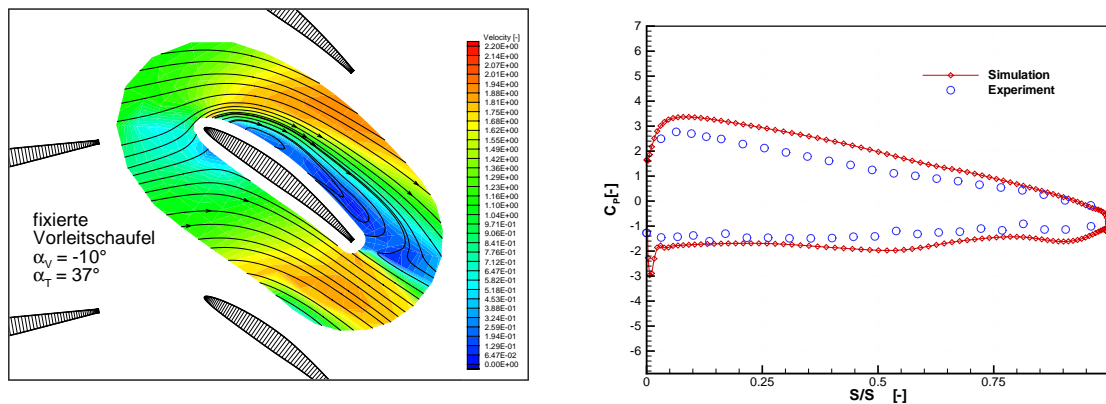 Velocity [-]
2.20E+00
2.14E+00
2.07E+00
2.01E+00
1.94E+00
1.88E+00
1.81E+00
1.75E+00
1.68E+00
1.62E+00
1.55E+00
1.49E+00
1.42E+00
1.36E+00
1.29E+00
1.23E+00
1.16E+00
1.10E+00
1.04E+00
9.71E-01
9.06E-01
8.41E-01
7.76E-01
7.12E-01
6.47E-01
5.82E-01
5.18E-01
4.53E-01
3.88E-01
3.24E-01
2.59E-01
1.94E-01
1.29E-01
6.47E-02
0.00E+00
fixierte
Vorleitschaufel
α_V = -10°
α_T = 37°
7
6
5
4
3
2
1
0
-1
-2
-3
-4
-5
-6
C_P[-]
Simulation
Experiment
0 0.25 0.5 0.75
S/S [-]